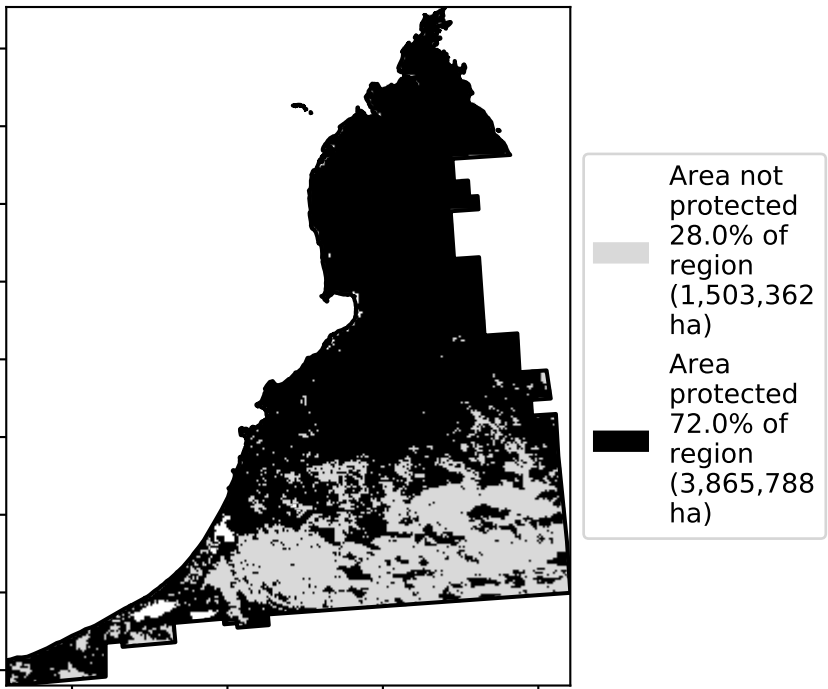 Area not
protected
28.0% of
region
(1,503,362
ha)
Area
protected
72.0% of
region
(3,865,788
ha)